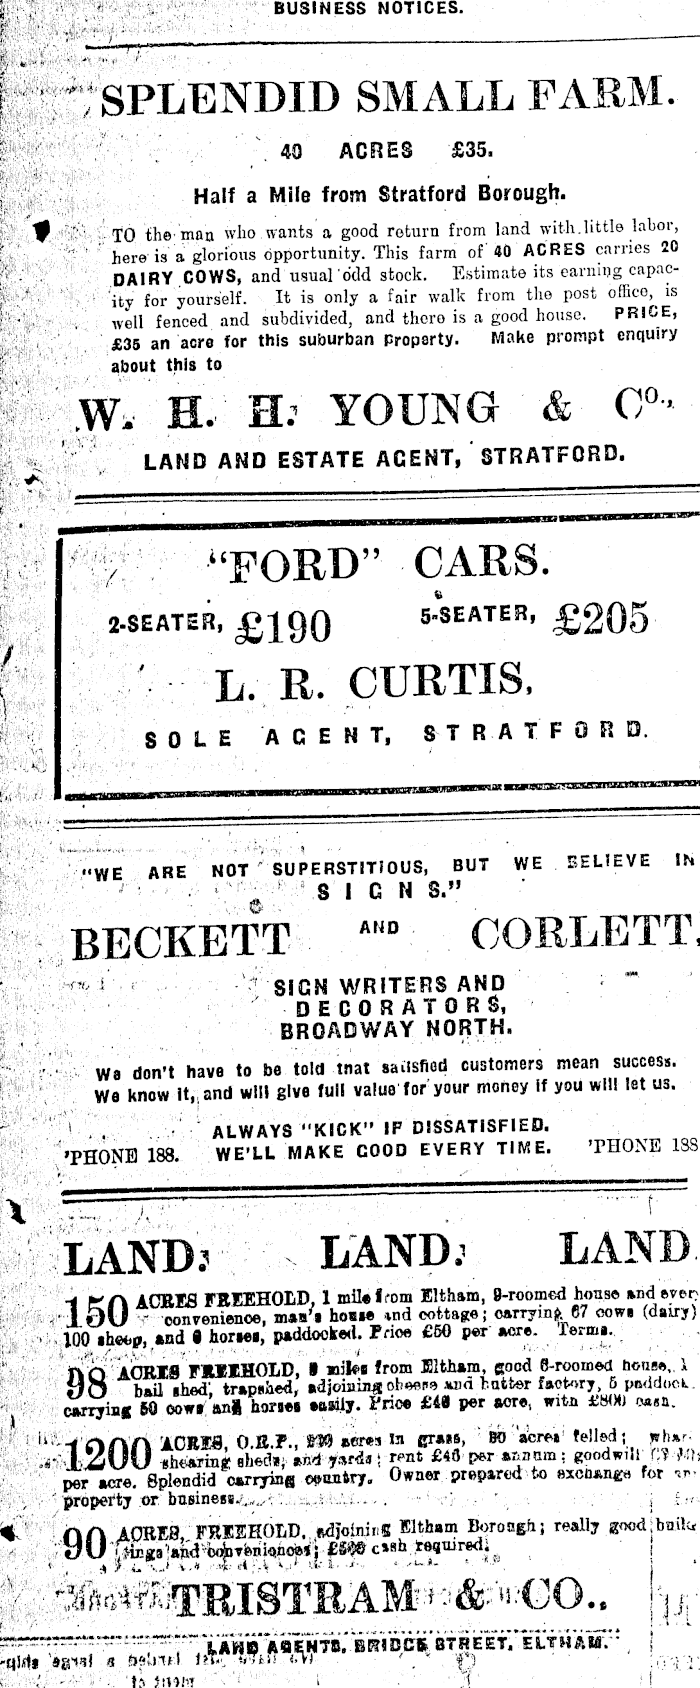 BUSINESS NOTICES.
SPLENDID SMALL FARM.
40 ACRES £35.
Half a Mile from Stratford Borough.
TO the man who wants a good return from land with little labor,
here is a glorious opportunity. This farm of 40 ACRES carries 20
DAIRY COWS, and usual odd stock. Estimate its earning capac-
ity for yourself. It is only a fair walk from the post office, is
well fenced and subdivided, and there is a good house. PRICE,
£35 an acre for this suburban property. Make prompt enquiry
about this to
W. H. H. YOUNG & CO.,
LAND AND ESTATE AGENT, STRATFORD.
"FORD" CARS.
2-SEATER, £190 5-SEATER, £205
L. R. CURTIS,
SOLE AGENT, STRATFORD.
"WE ARE NOT SUPERSTITIOUS, BUT WE BELIEVE IN
SIGNS."
BECKETT AND CORLETT,
SIGN WRITERS AND
DECORATORS,
BROADWAY NORTH.
We don't have to be told that satisfied customers mean success.
We know it, and will give full value for your money if you will let us.
ALWAYS "KICK" IF DISSATISFIED.
'PHONE 188. WE'LL MAKE GOOD EVERY TIME. 'PHONE 188
LAND. LAND. LAND.
150 ACRES FREEHOLD, 1 mile from Eltham, 9-roomed house and ever
convenience, man's house and cottage; carrying 67 cows (dairy)
100 sheep, and 6 horses, paddocked. Price £50 per acre. Terms.
98 ACRES FREEHOLD, miles from Eltham, good 6-roomed house, 1
bail shed, trapshed, adjoining cheese and butter factory, 5 paddock
carrying 50 cows and horses easily. Price per acre, with £800 cash.
1200 ACRES, O.R.P., acres in grass, 80 acres felled; whar-
shearing sheds, and yards; rent £46 per annum; goodwill
per acre. Splendid carrying country. Owner prepared to exchange for
property or business.
90 ACRES, FREEHOLD, adjoining Eltham Borough; really good build-
ings and conveniences; £500 cash required.
TRISTRAM & CO.,
LAND AGENTS, BRIDGE STREET, ELTHAM.